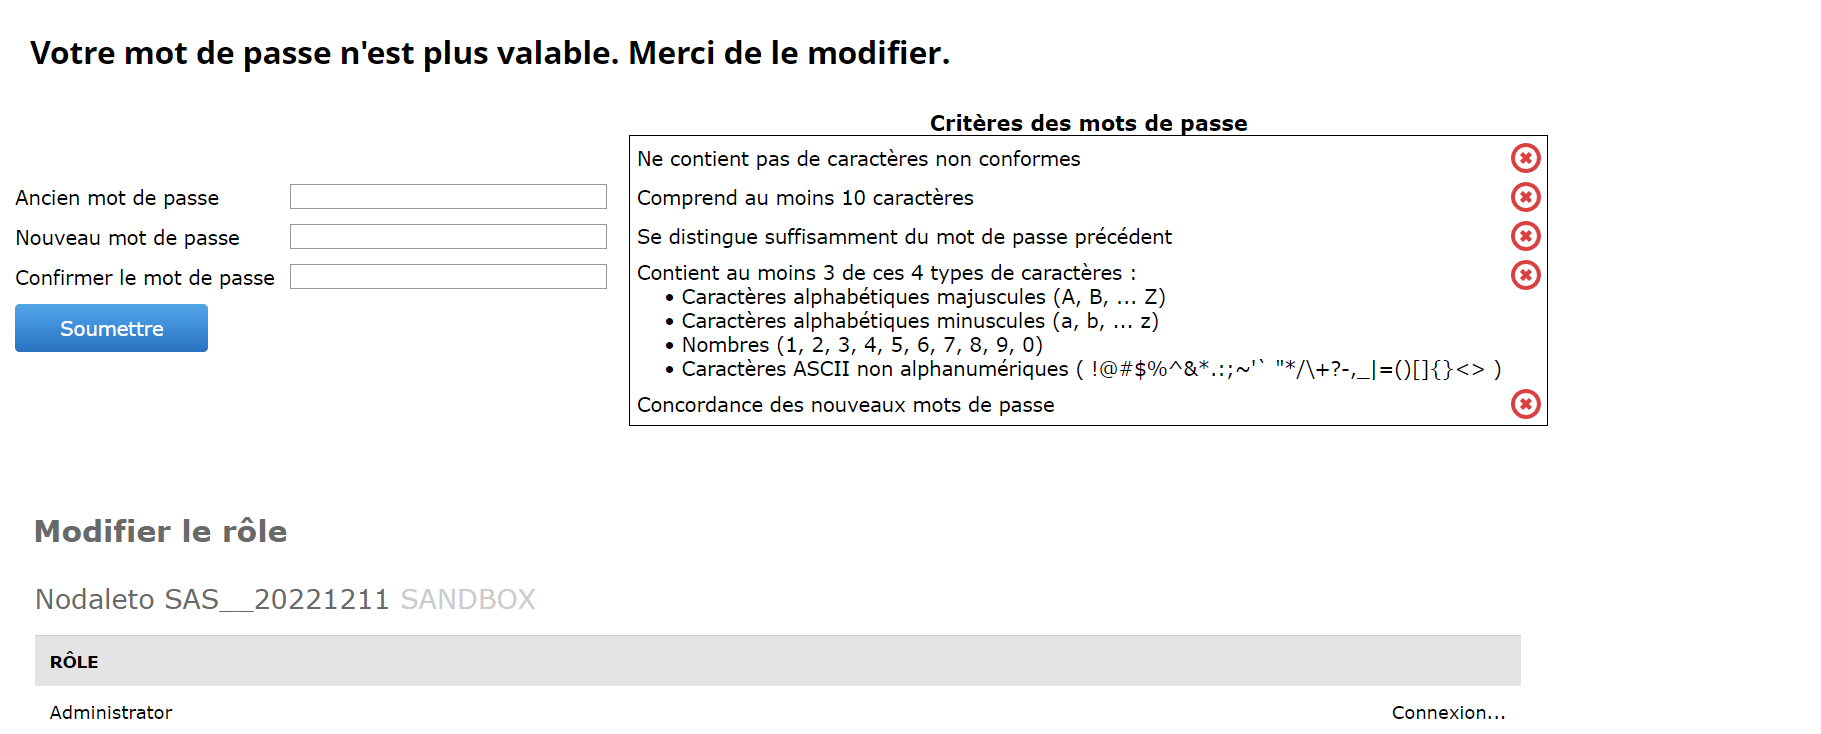 Votre mot de passe n'est plus valable. Merci de le modifier.
Ancien mot de passe
Nouveau mot de passe
Confirmer le mot de passe
Soumettre
Critères des mots de passe
Ne contient pas de caractères non conformes
Comprend au moins 10 caractères
Se distingue suffisamment du mot de passe précédent
Contient au moins 3 de ces 4 types de caractères :
• Caractères alphabétiques majuscules (A, B, ... Z)
• Caractères alphabétiques minuscules (a, b, ... z)
• Nombres (1, 2, 3, 4, 5, 6, 7, 8, 9, 0)
• Caractères ASCII non alphanumériques ( !@#$%^&*.:;~'` "*/\+?-,_|=()[]{}<> )
Concordance des nouveaux mots de passe
Modifier le rôle
Nodaleto SAS__20221211 SANDBOX
RÔLE
Administrator Connexion...